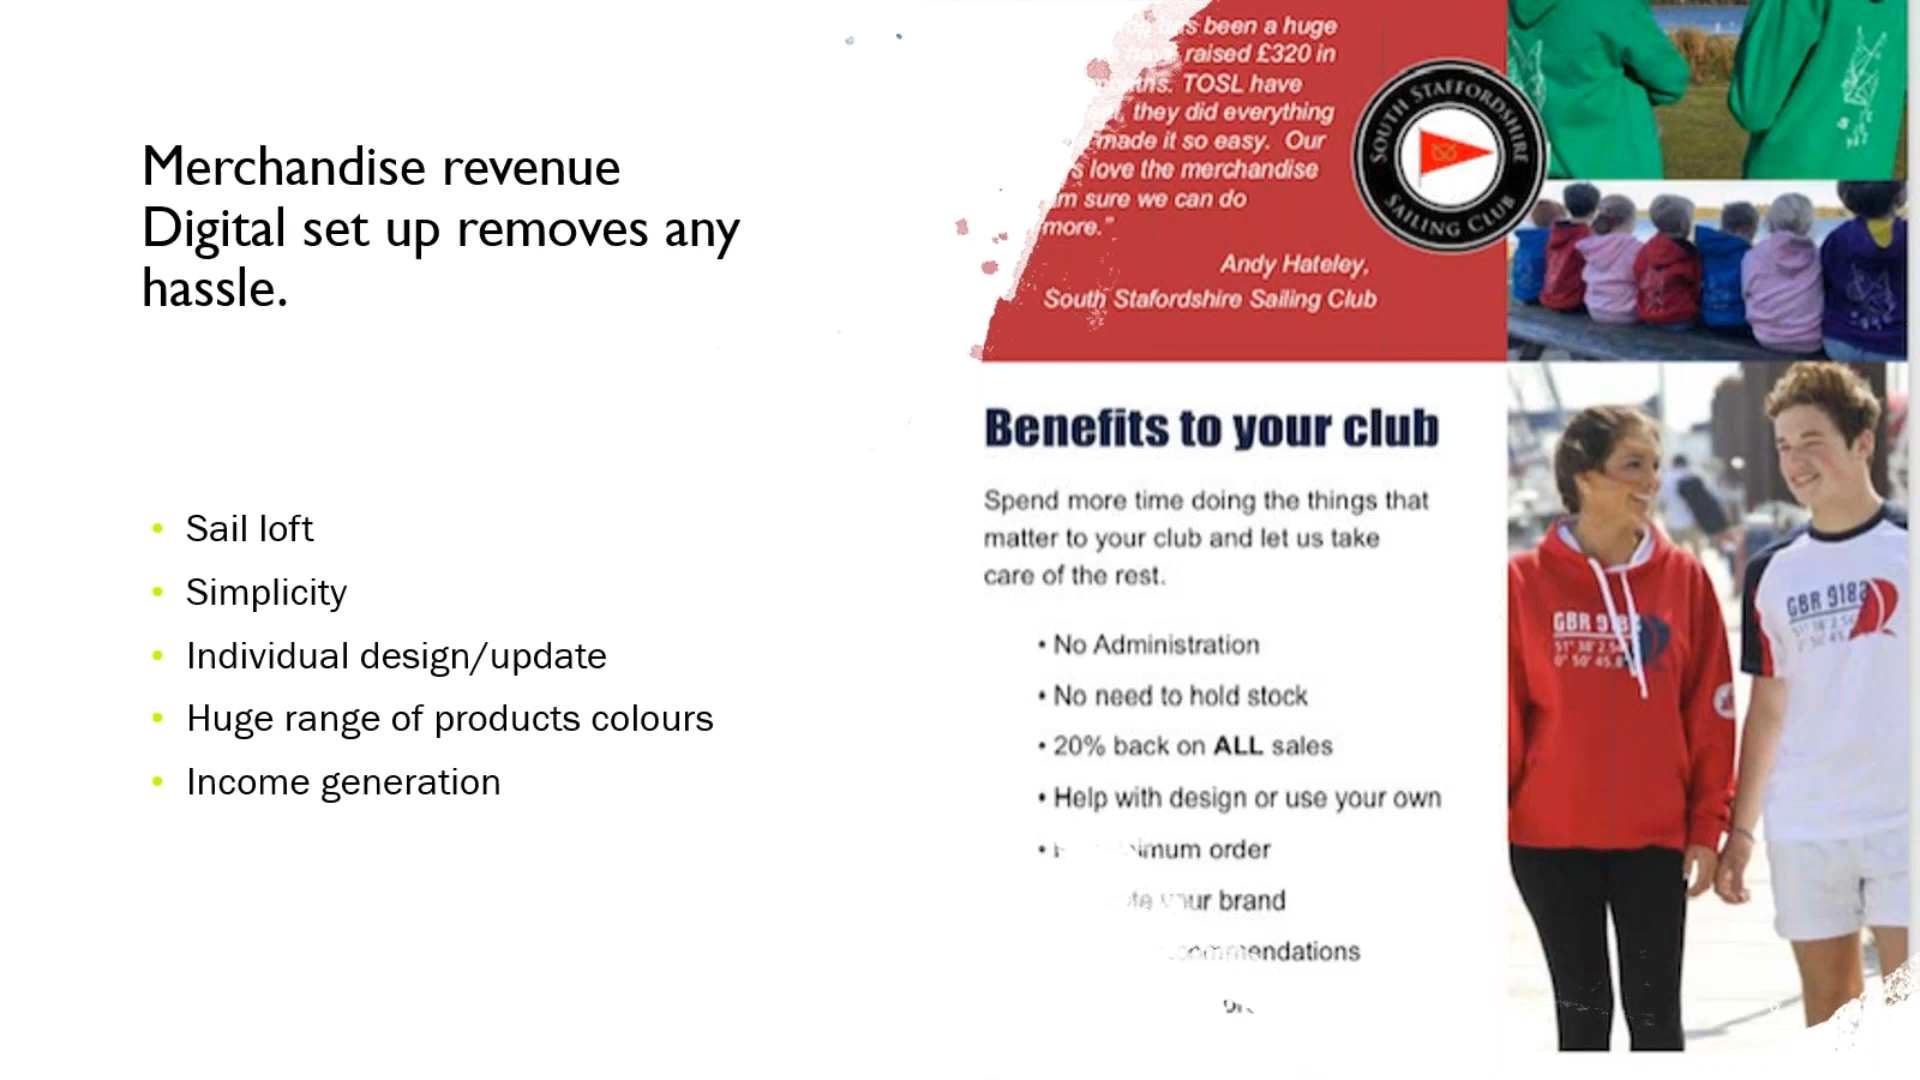 Merchandise revenue
Digital set up removes any
hassle.
• Sail loft
• Simplicity
• Individual design/update
• Huge range of products colours
• Income generation
been a huge
raised £320 in
TOSL have
they did everything
made it so easy. Our
love the merchandise
sure we can do
more."
Andy Hateley,
South Stafordshire Sailing Club
SOUTH STAFFORDSHIRE
SAILING CLUB
Benefits to your club
Spend more time doing the things that
matter to your club and let us take
care of the rest.
• No Administration
• No need to hold stock
• 20% back on ALL sales
• Help with design or use your own
• order
your brand
GBR 9182
GBR 9182